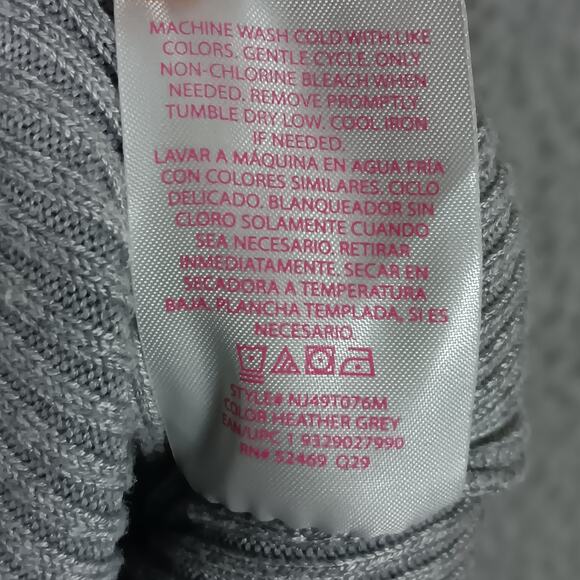 MACHINE WASH COLD WITH LIKE
COLORS. GENTLE CYCLE. ONLY
NON-CHLORINE BLEACH WHEN
NEEDED. REMOVE PROMPTLY.
TUMBLE DRY LOW. COOL IRON
IF NEEDED.
LAVAR A MÁQUINA EN AGUA FRÍA
CON COLORES SIMILARES. CICLO
DELICADO. BLANQUEADOR SIN
CLORO SOLAMENTE CUANDO
SEA NECESARIO. RETIRAR
INMEDIATAMENTE. SECAR EN
SECADORA A TEMPERATURA
BAJA. PLANCHA TEMPLADA, SI ES
NECESARIO.
STYLE# NJ49T076M
COLOR HEATHER GREY
EAN/UPC 1 9329027990
RN# 52469 Q29